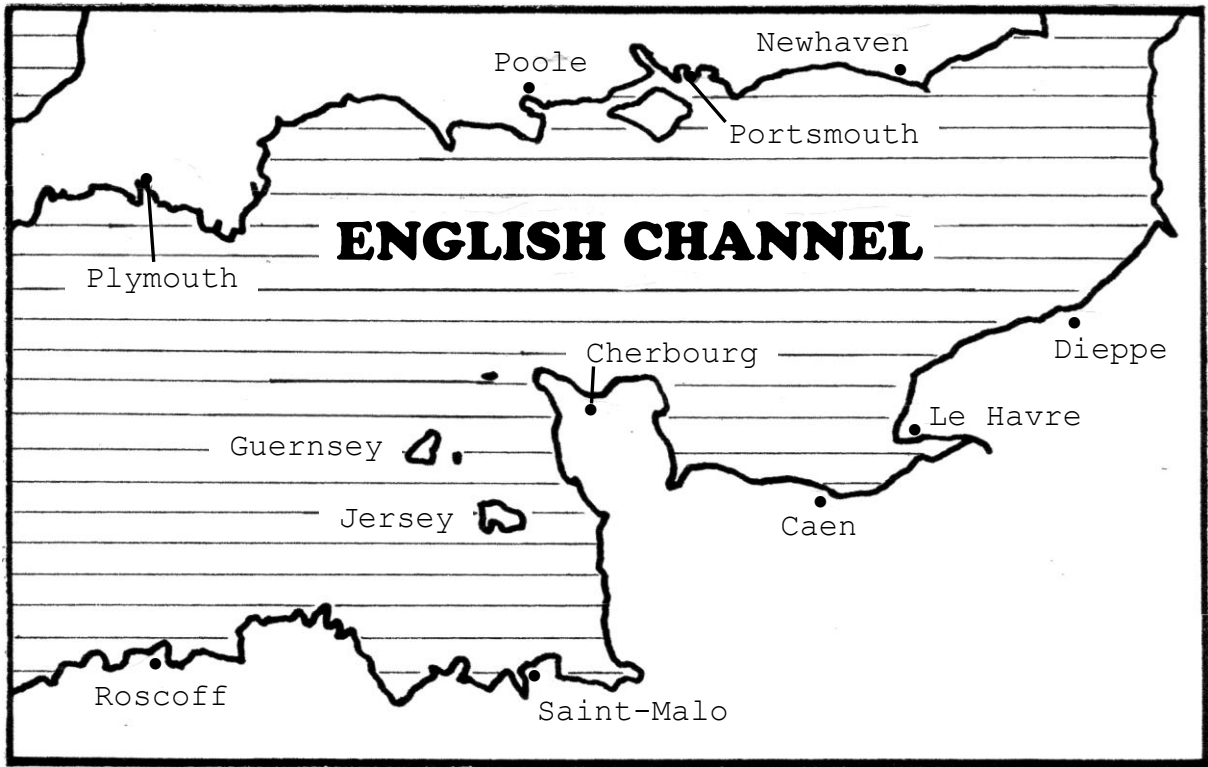 Newhaven
Poole
Portsmouth
ENGLISH CHANNEL
Plymouth
Cherbourg
Dieppe
Le Havre
Guernsey
Jersey
Caen
Roscoff
Saint-Malo